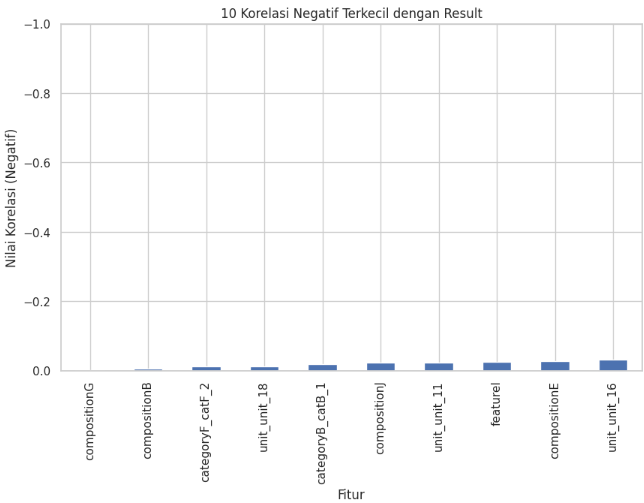 10 Korelasi Negatif Terkecil dengan Result
Nilai Korelasi (Negatif)
−1.0
−0.8
−0.6
−0.4
−0.2
0.0
compositionG
compositionB
categoryF_catF_2
unit_unit_18
categoryB_catB_1
compositionJ
unit_unit_11
featureI
compositionE
unit_unit_16
Fitur